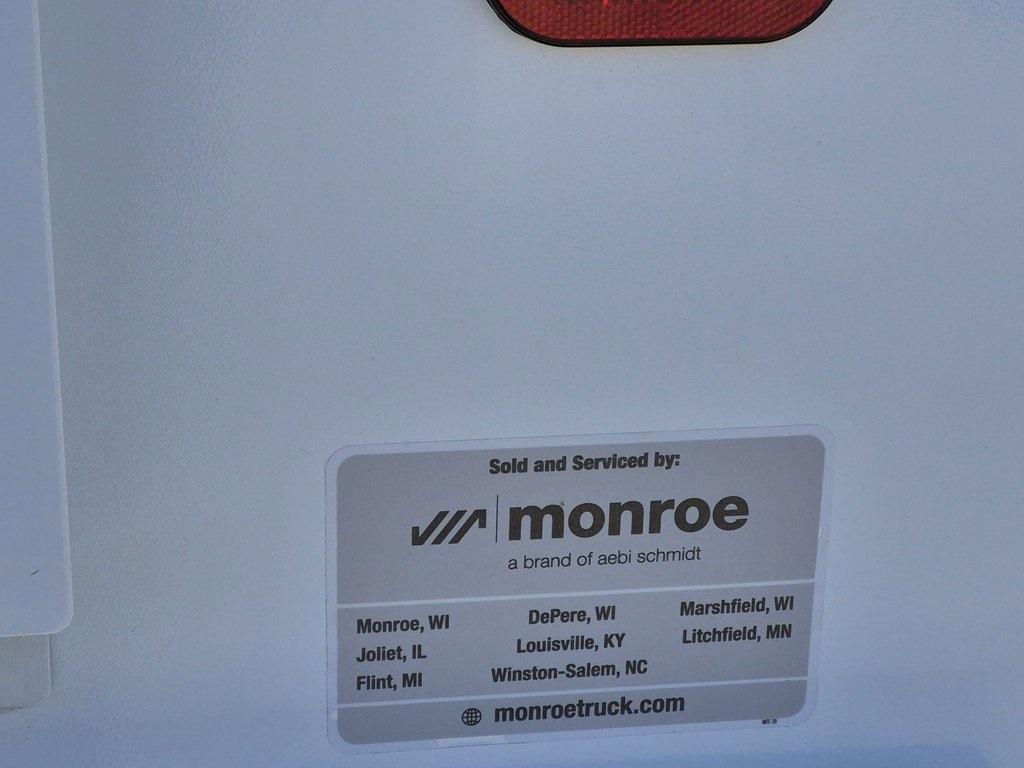 Sold and Serviced by:
monroe
a brand of aebi schmidt
Monroe, WI DePere, WI Marshfield, WI
Joliet, IL Louisville, KY Litchfield, MN
Flint, MI Winston-Salem, NC
monroetruck.com